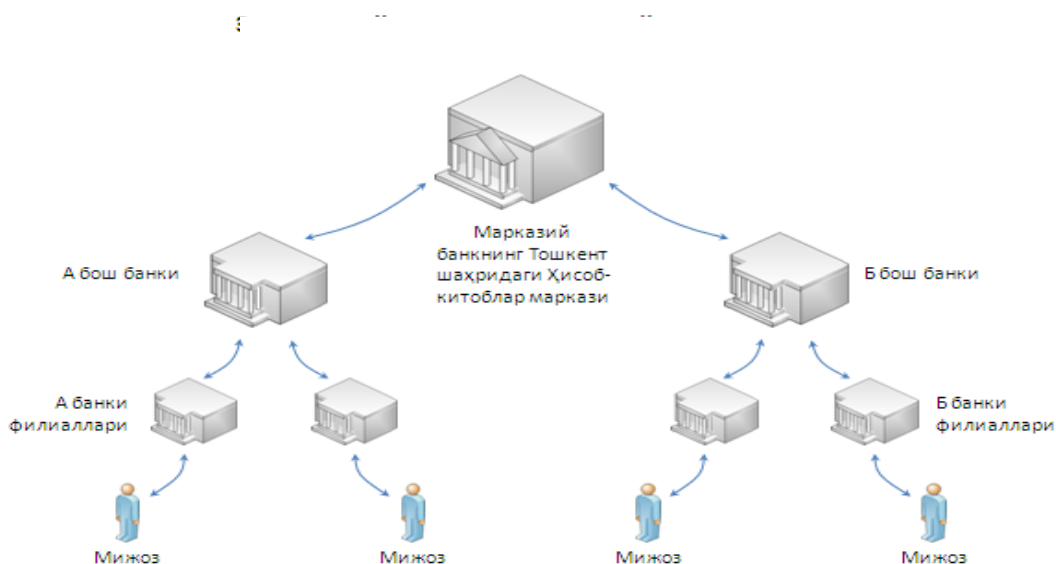 Марказий
банкнинг Тошкент
шаҳридаги Ҳисоб-
китоблар маркази
А бош банки
Б бош банки
А банки
филиаллари
Б банки
филиаллари
Мижоз
Мижоз
Мижоз
Мижоз